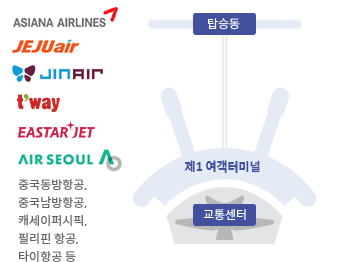 ASIANA AIRLINES
탑승동
JEJUair
JINAIR
t'way
EASTAR JET
AIR SEOUL
제1 여객터미널
중국동방항공,
중국남방항공,
캐세이퍼시픽,
필리핀 항공,
타이항공 등
교통센터